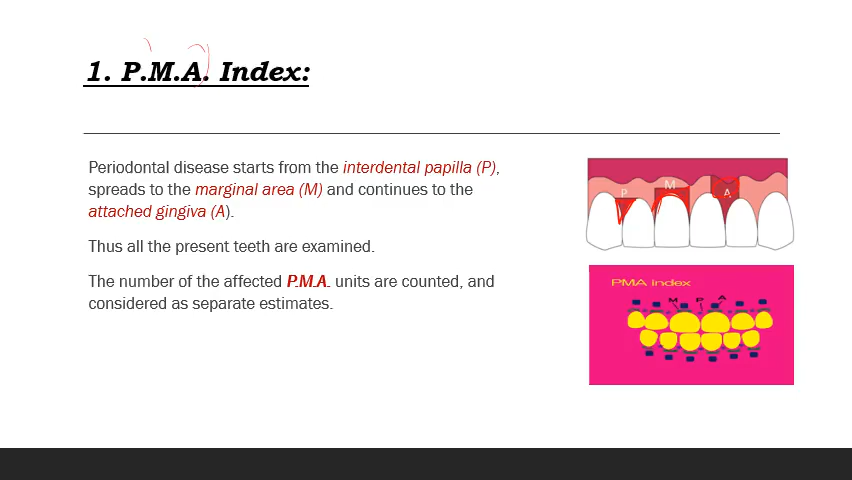 1. P.M.A. Index:
Periodontal disease starts from the interdental papilla (P),
spreads to the marginal area (M) and continues to the
attached gingiva (A).
Thus all the present teeth are examined.
The number of the affected P.M.A. units are counted, and
considered as separate estimates.
P M A
PMA index
M P A